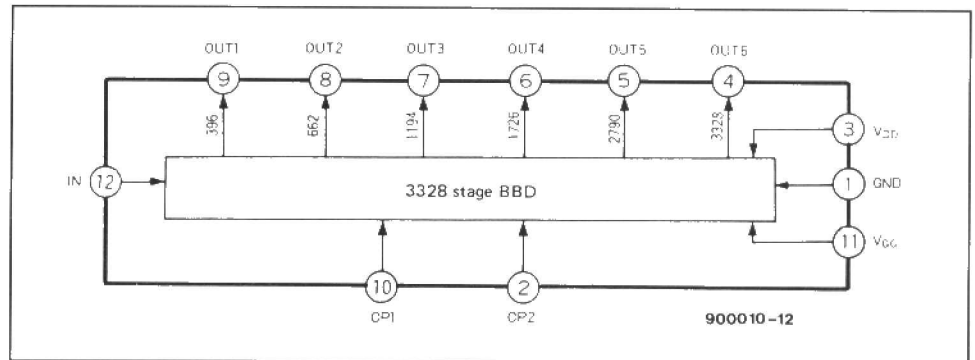 OUT1 OUT2 OUT3 OUT4 OUT5 OUT6
9 8 7 6 5 4
396 662 1194 1726 2790 3328
3 VDD
IN 12
3328 stage BBD
1 GND
11 VGG
10 2
CP1 CP2
900010-12